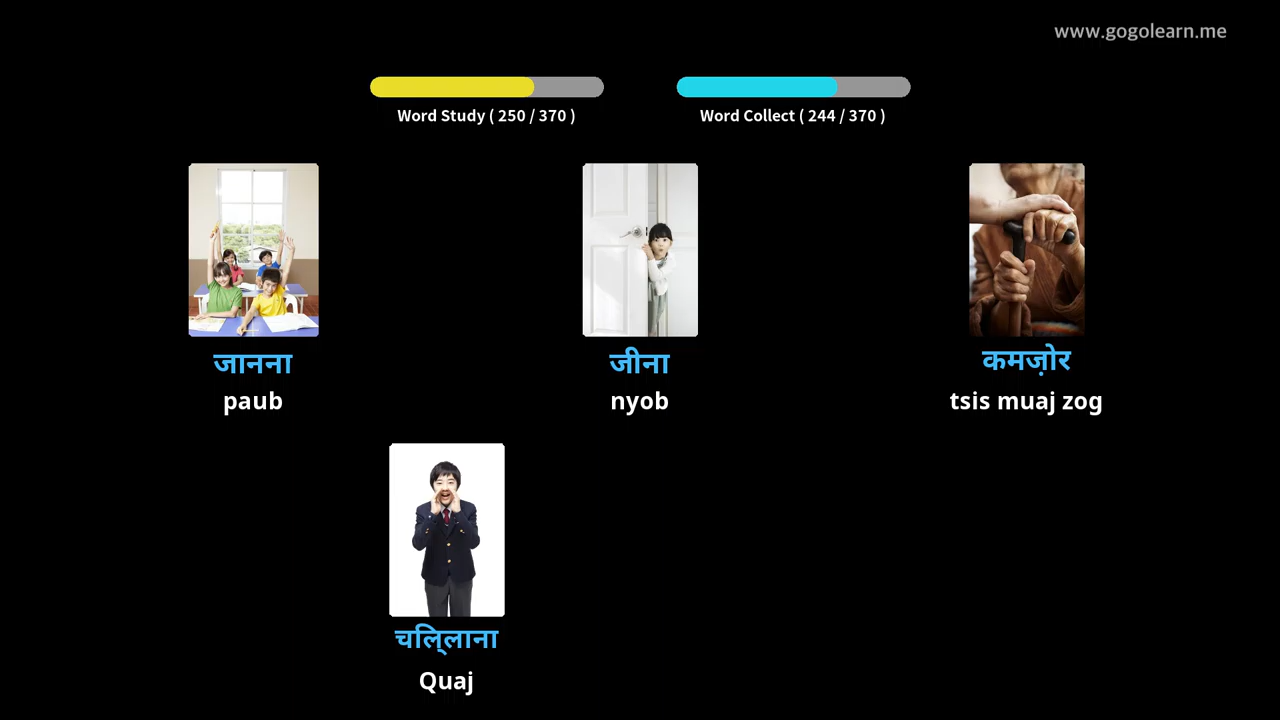 www.gogolearn.me
Word Study ( 250 / 370 )
Word Collect ( 244 / 370 )
जानना
जीना
कमज़ोर
paub
nyob
tsis muaj zog
चिल्लाना
Quaj